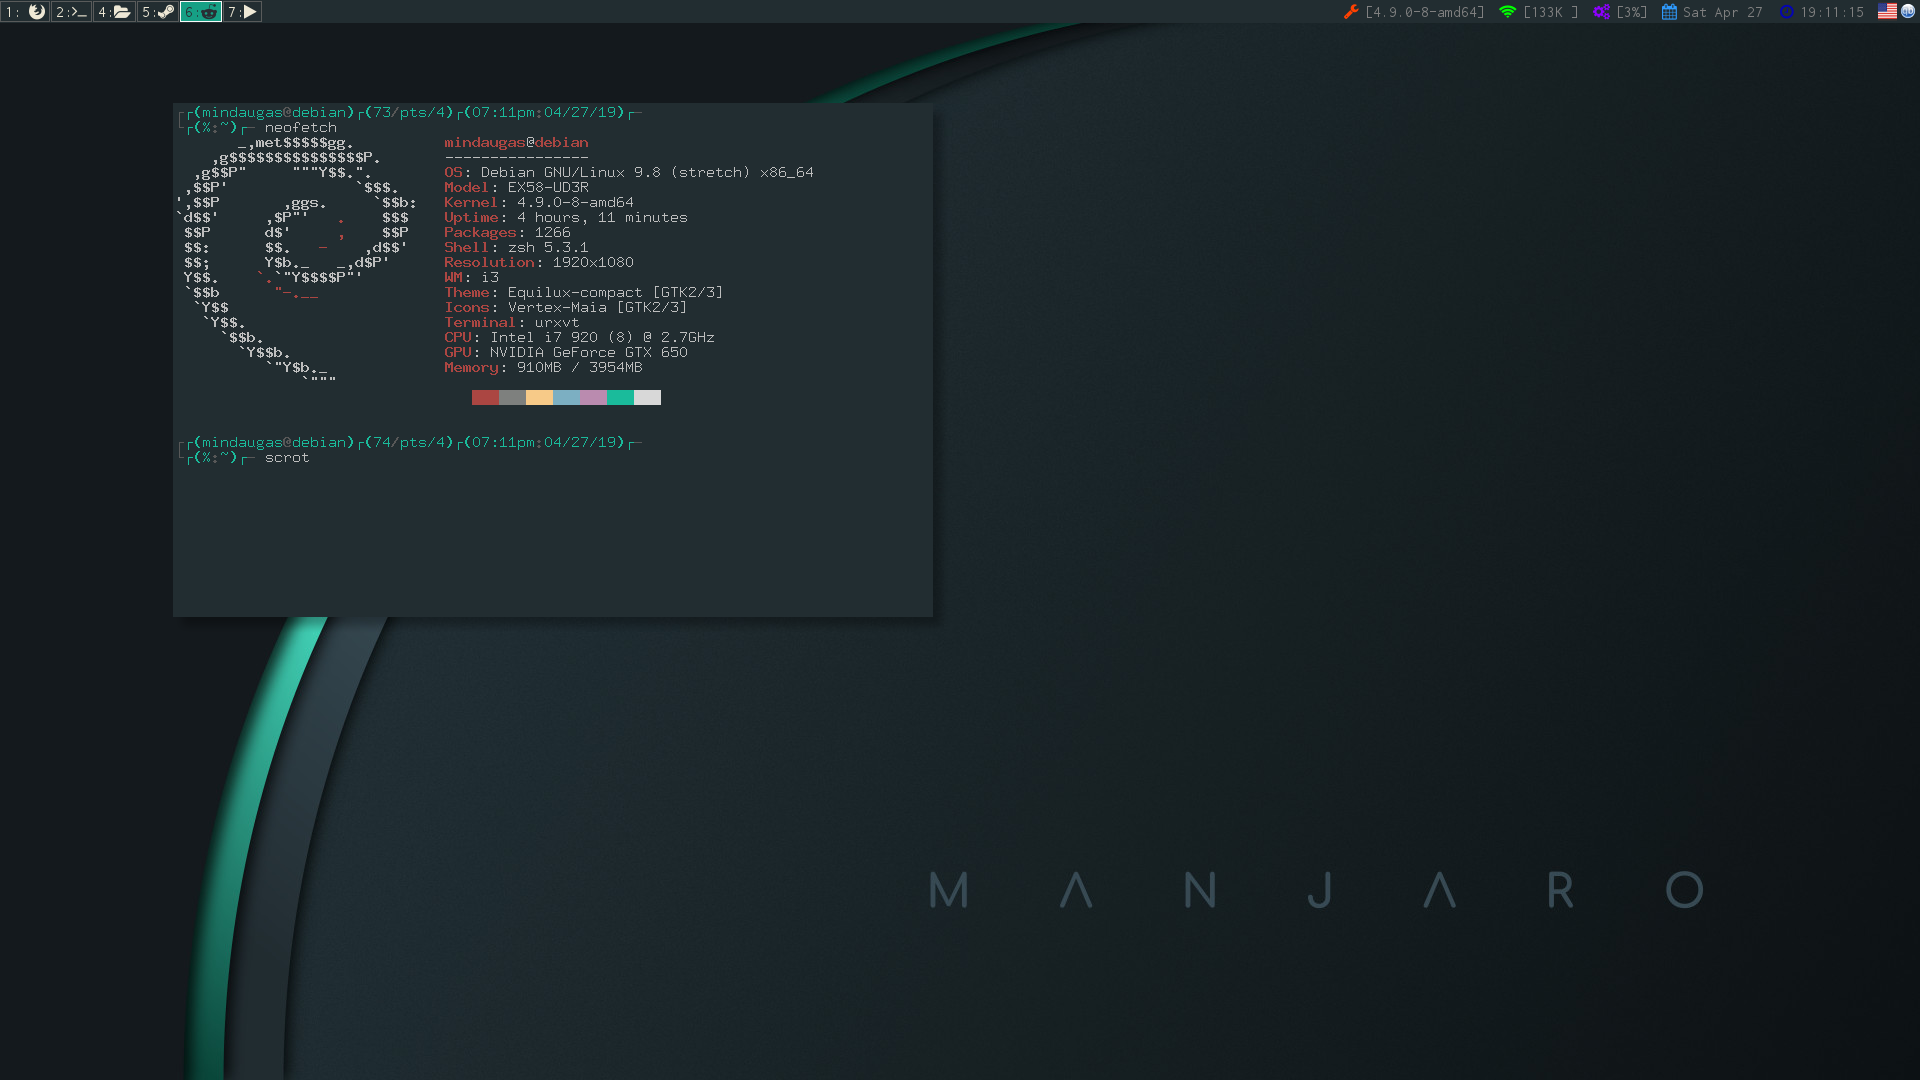 1: 2: 4: 5: 6: 7: [4.9.0-8-amd64] [133K ] [3%] Sat Apr 27 19:11:15
┌┌(mindaugas@debian)┌(73/pts/4)┌(07:11pm:04/27/19)┌─
└┌(%:~)┌─ neofetch
_,met$$$$$gg. mindaugas@debian
,g$$$$$$$$$$$$$$$P. ----------------
,g$$P" """Y$$.". OS: Debian GNU/Linux 9.8 (stretch) x86_64
,$$P' `$$$. Model: EX58-UD3R
',$$P ,ggs. `$$b: Kernel: 4.9.0-8-amd64
`d$$' ,$P"' . $$$ Uptime: 4 hours, 11 minutes
$$P d$' , $$P Packages: 1266
$$: $$. - ,d$$' Shell: zsh 5.3.1
$$; Y$b._ _,d$P' Resolution: 1920x1080
Y$$. `.`"Y$$$$P"' WM: i3
`$$b "-.__ Theme: Equilux-compact [GTK2/3]
`Y$$ Icons: Vertex-Maia [GTK2/3]
`Y$$. Terminal: urxvt
`$$b. CPU: Intel i7 920 (8) @ 2.7GHz
`Y$$b. GPU: NVIDIA GeForce GTX 650
`"Y$b._ Memory: 910MB / 3954MB
`"""
┌┌(mindaugas@debian)┌(74/pts/4)┌(07:11pm:04/27/19)┌─
└┌(%:~)┌─ scrot
MANJARO